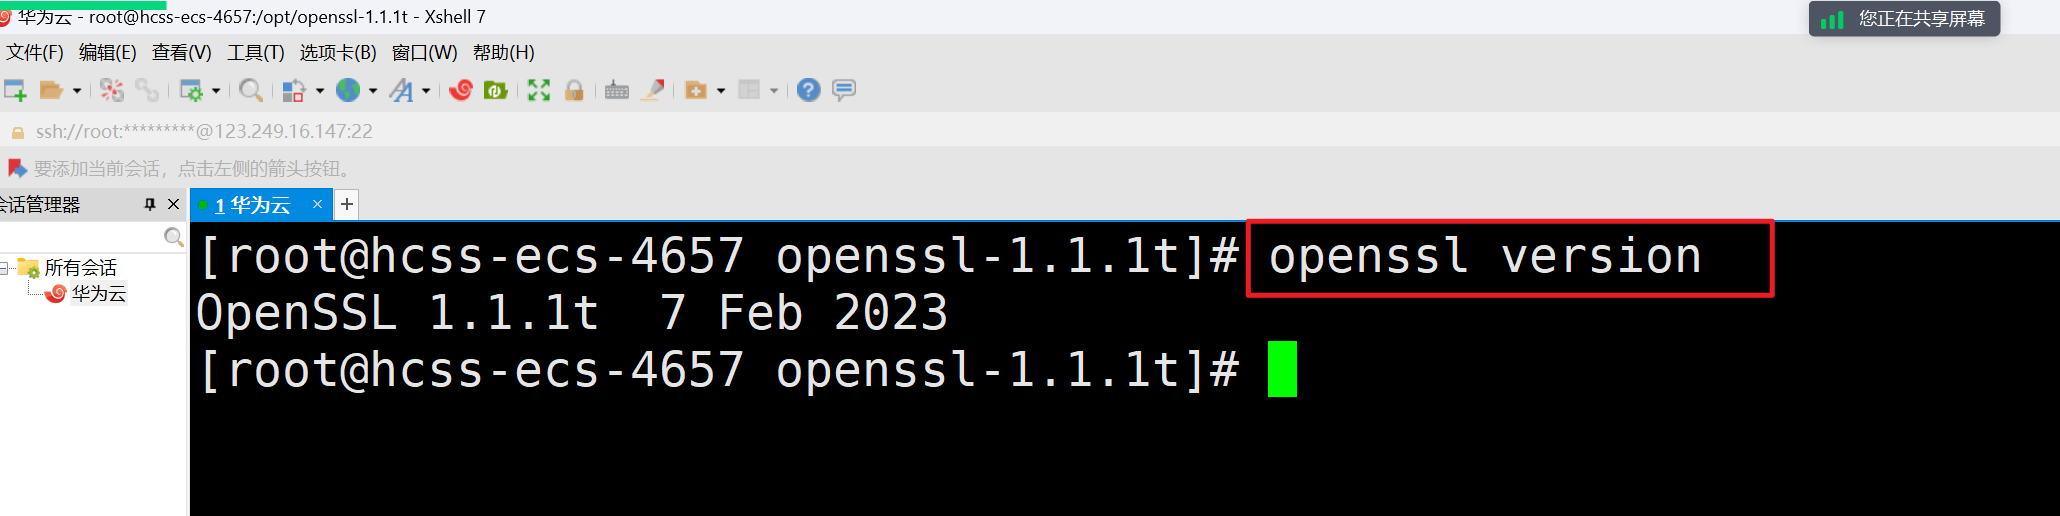 华为云 - root@hcss-ecs-4657:/opt/openssl-1.1.1t - Xshell 7
您正在共享屏幕
文件(F) 编辑(E) 查看(V) 工具(T) 选项卡(B) 窗口(W) 帮助(H)
ssh://root:*********@123.249.16.147:22
要添加当前会话，点击左侧的箭头按钮。
会话管理器
1 华为云
所有会话
华为云
[root@hcss-ecs-4657 openssl-1.1.1t]# openssl version
OpenSSL 1.1.1t  7 Feb 2023
[root@hcss-ecs-4657 openssl-1.1.1t]#